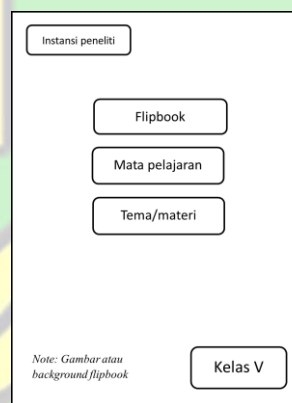 Instansi peneliti
Flipbook
Mata pelajaran
Tema/materi
Note: Gambar atau
background flipbook
Kelas V